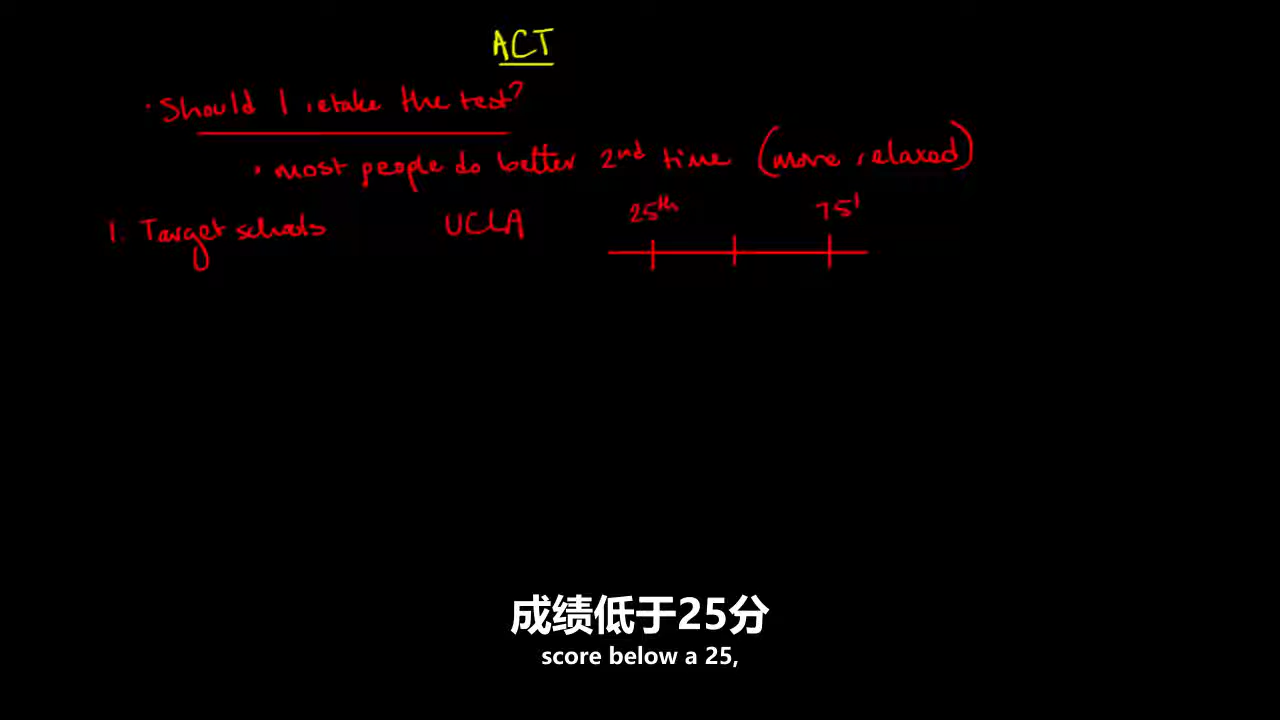 ACT
· Should I retake the test?
· most people do better 2nd time (more relaxed)
25th 75t
1. Target schools UCLA
成绩低于25分
score below a 25,